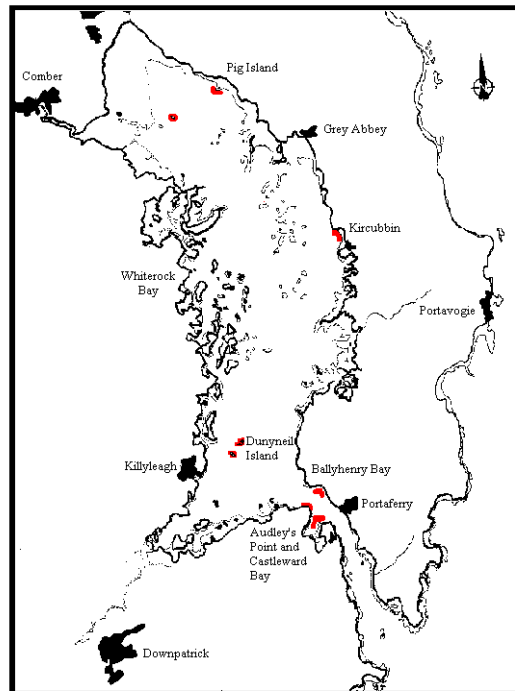 Pig Island
Comber
Grey Abbey
Kircubbin
Whiterock
Bay
Portavogie
Dunyneil
Island
Killyleagh
Ballyhenry Bay
Portaferry
Audley's
Point and
Castleward
Bay
Downpatrick